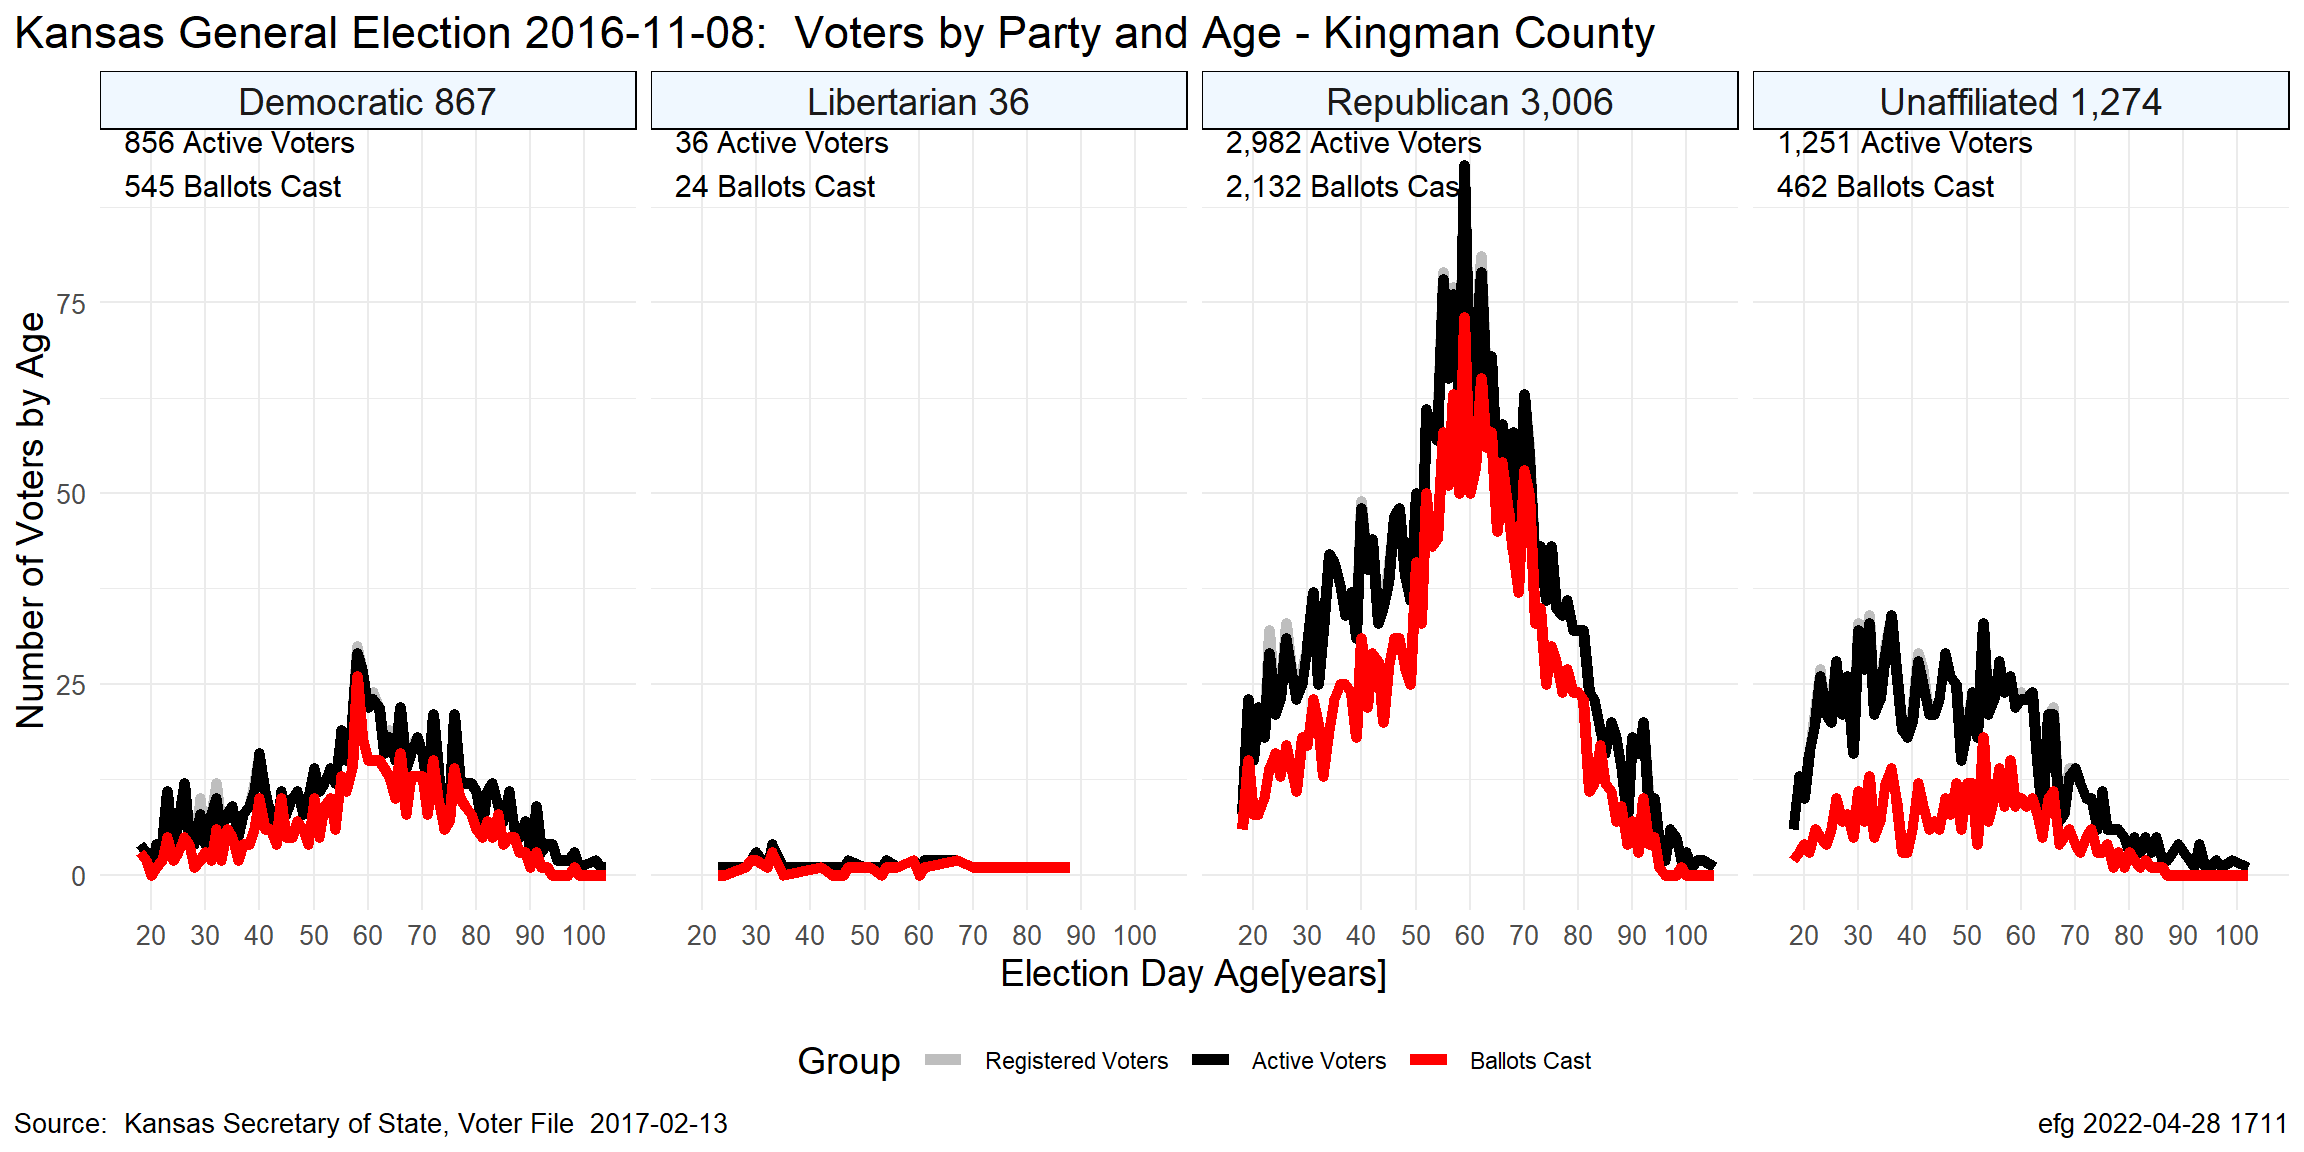 Kansas General Election 2016-11-08:  Voters by Party and Age - Kingman County
Democratic 867
Libertarian 36
Republican 3,006
Unaffiliated 1,274
856 Active Voters
545 Ballots Cast
36 Active Voters
24 Ballots Cast
2,982 Active Voters
2,132 Ballots Cast
1,251 Active Voters
462 Ballots Cast
Number of Voters by Age
75
50
25
0
20 30 40 50 60 70 80 90 100
20 30 40 50 60 70 80 90 100
20 30 40 50 60 70 80 90 100
20 30 40 50 60 70 80 90 100
Election Day Age[years]
Group Registered Voters Active Voters Ballots Cast
Source:  Kansas Secretary of State, Voter File  2017-02-13
efg 2022-04-28 1711